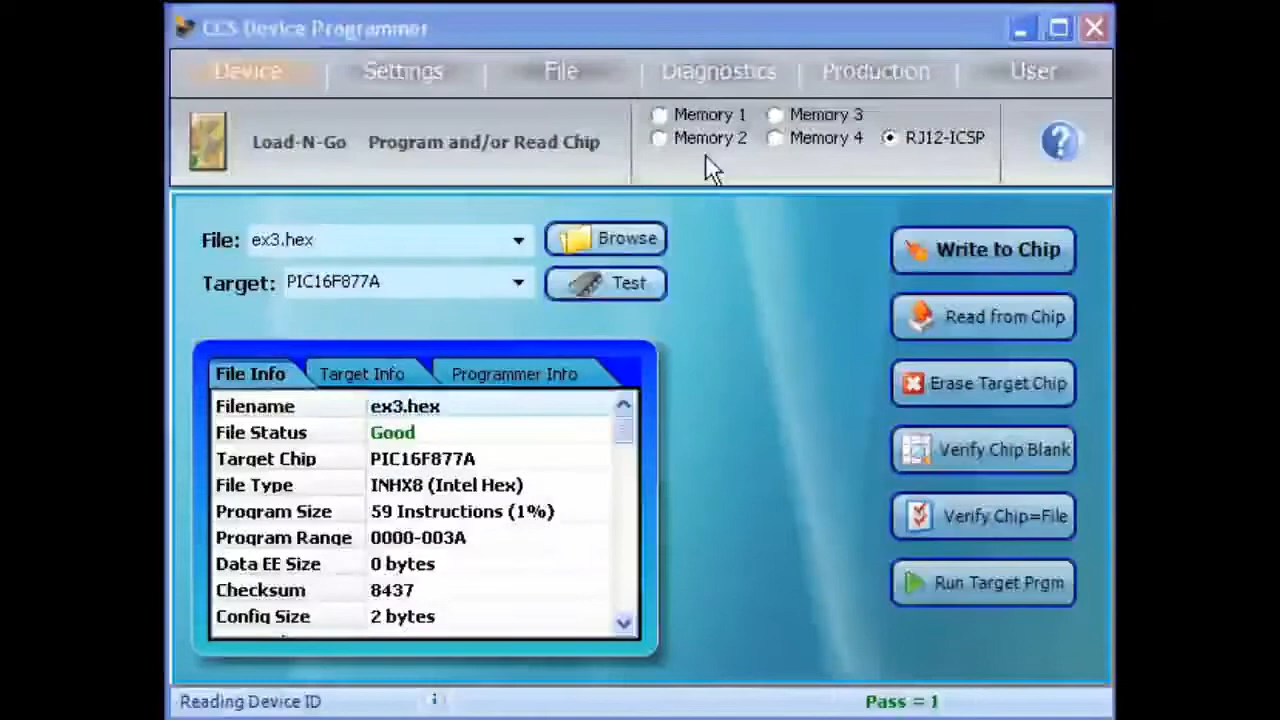 CCS Device Programmer
Device Settings File Diagnostics Production User
Load-N-Go Program and/or Read Chip
Memory 1 Memory 3
Memory 2 Memory 4 RJ12-ICSP
File: ex3.hex Browse
Target: PIC16F877A Test
Write to Chip
Read from Chip
Erase Target Chip
Verify Chip Blank
Verify Chip=File
Run Target Prgm
File Info Target Info Programmer Info
Filename ex3.hex
File Status Good
Target Chip PIC16F877A
File Type INHX8 (Intel Hex)
Program Size 59 Instructions (1%)
Program Range 0000-003A
Data EE Size 0 bytes
Checksum 8437
Config Size 2 bytes
Reading Device ID i Pass = 1